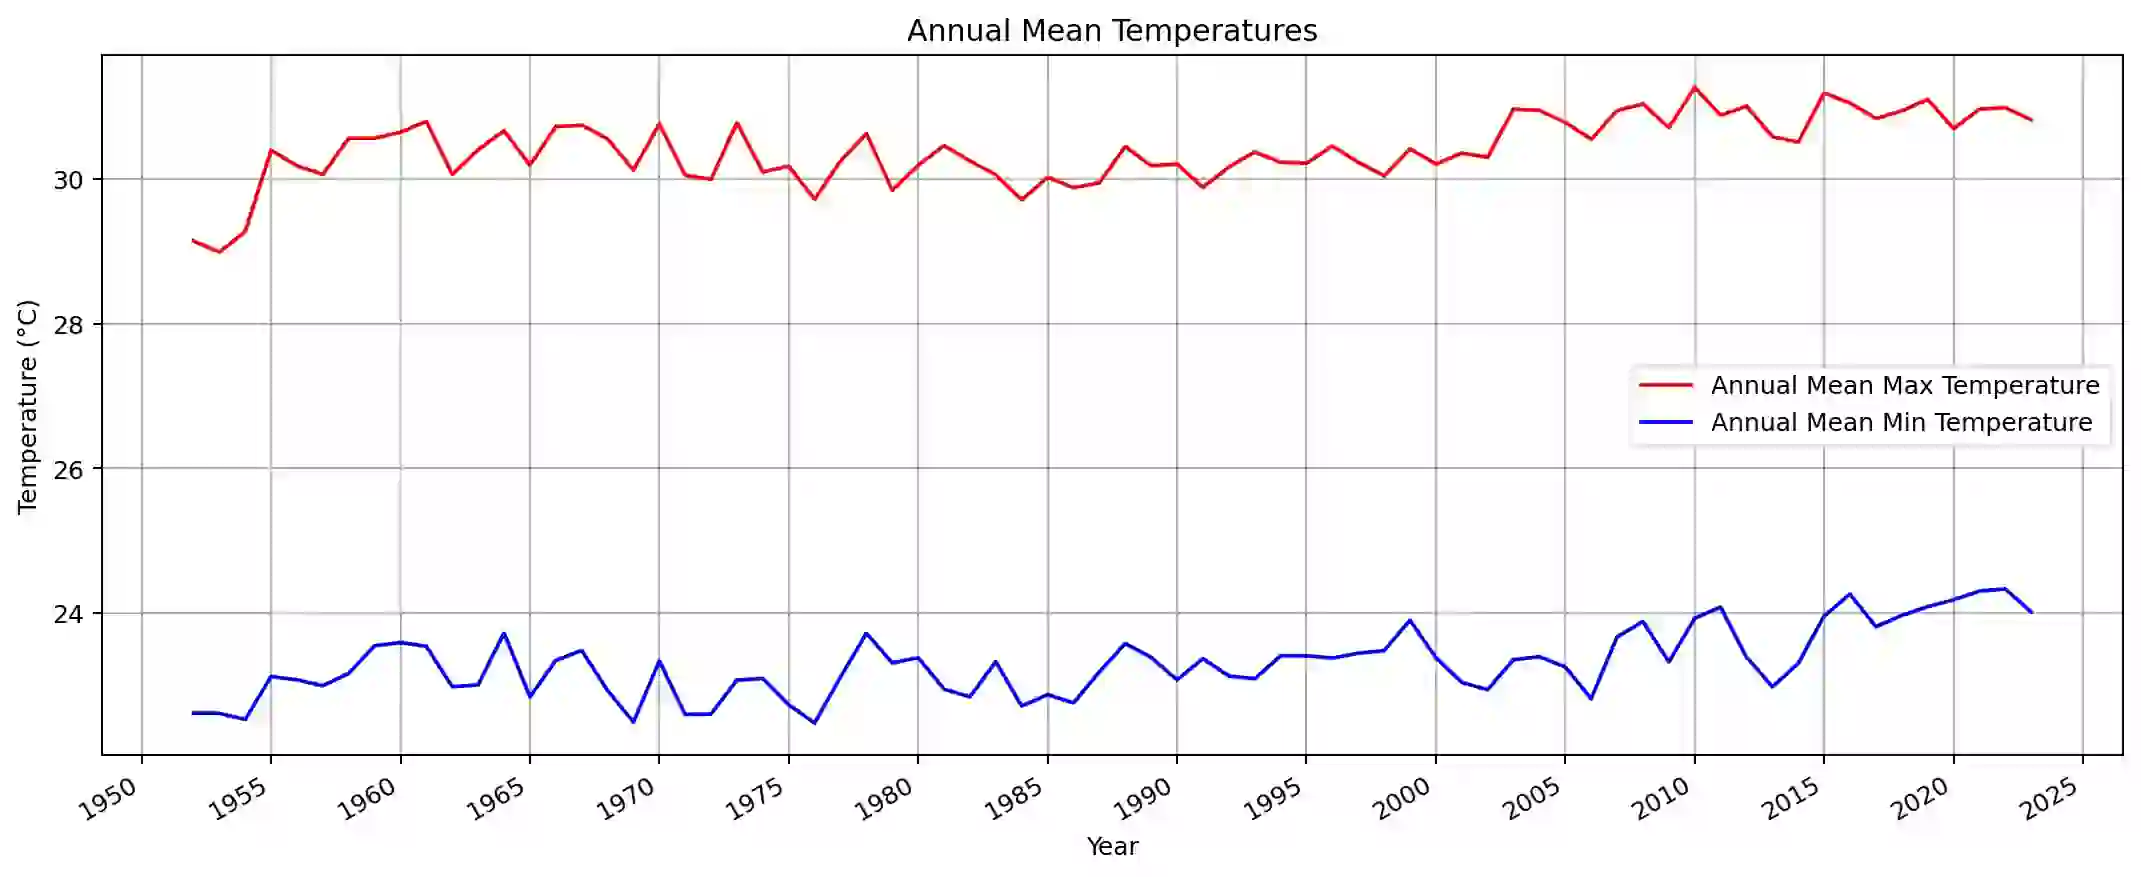 Annual Mean Temperatures
Temperature (°C)
30
28
26
24
Annual Mean Max Temperature
Annual Mean Min Temperature
1950 1955 1960 1965 1970 1975 1980 1985 1990 1995 2000 2005 2010 2015 2020 2025
Year